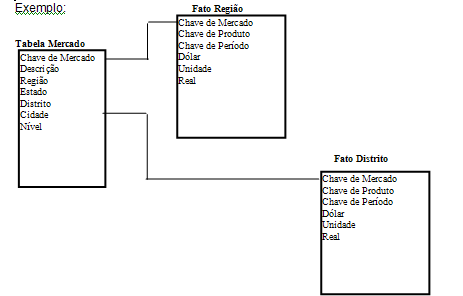 Exemplo:
Fato Região
Chave de Mercado
Chave de Produto
Chave de Período
Dólar
Unidade
Real
Tabela Mercado
Chave de Mercado
Descrição
Região
Estado
Distrito
Cidade
Nível
Fato Distrito
Chave de Mercado
Chave de Produto
Chave de Período
Dólar
Unidade
Real